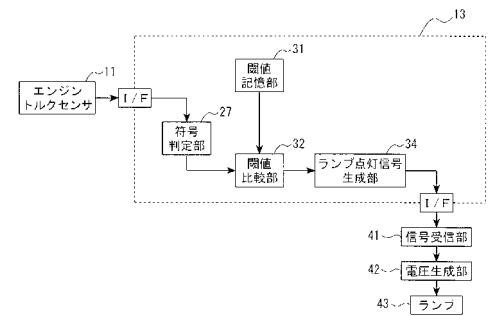 13
31
閾値
記憶部
11
エンジン
トルクセンサ
I/F
27
符号
判定部
32
閾値
比較部
34
ランプ点灯信号
生成部
I/F
41
信号受信部
42
電圧生成部
43
ランプ